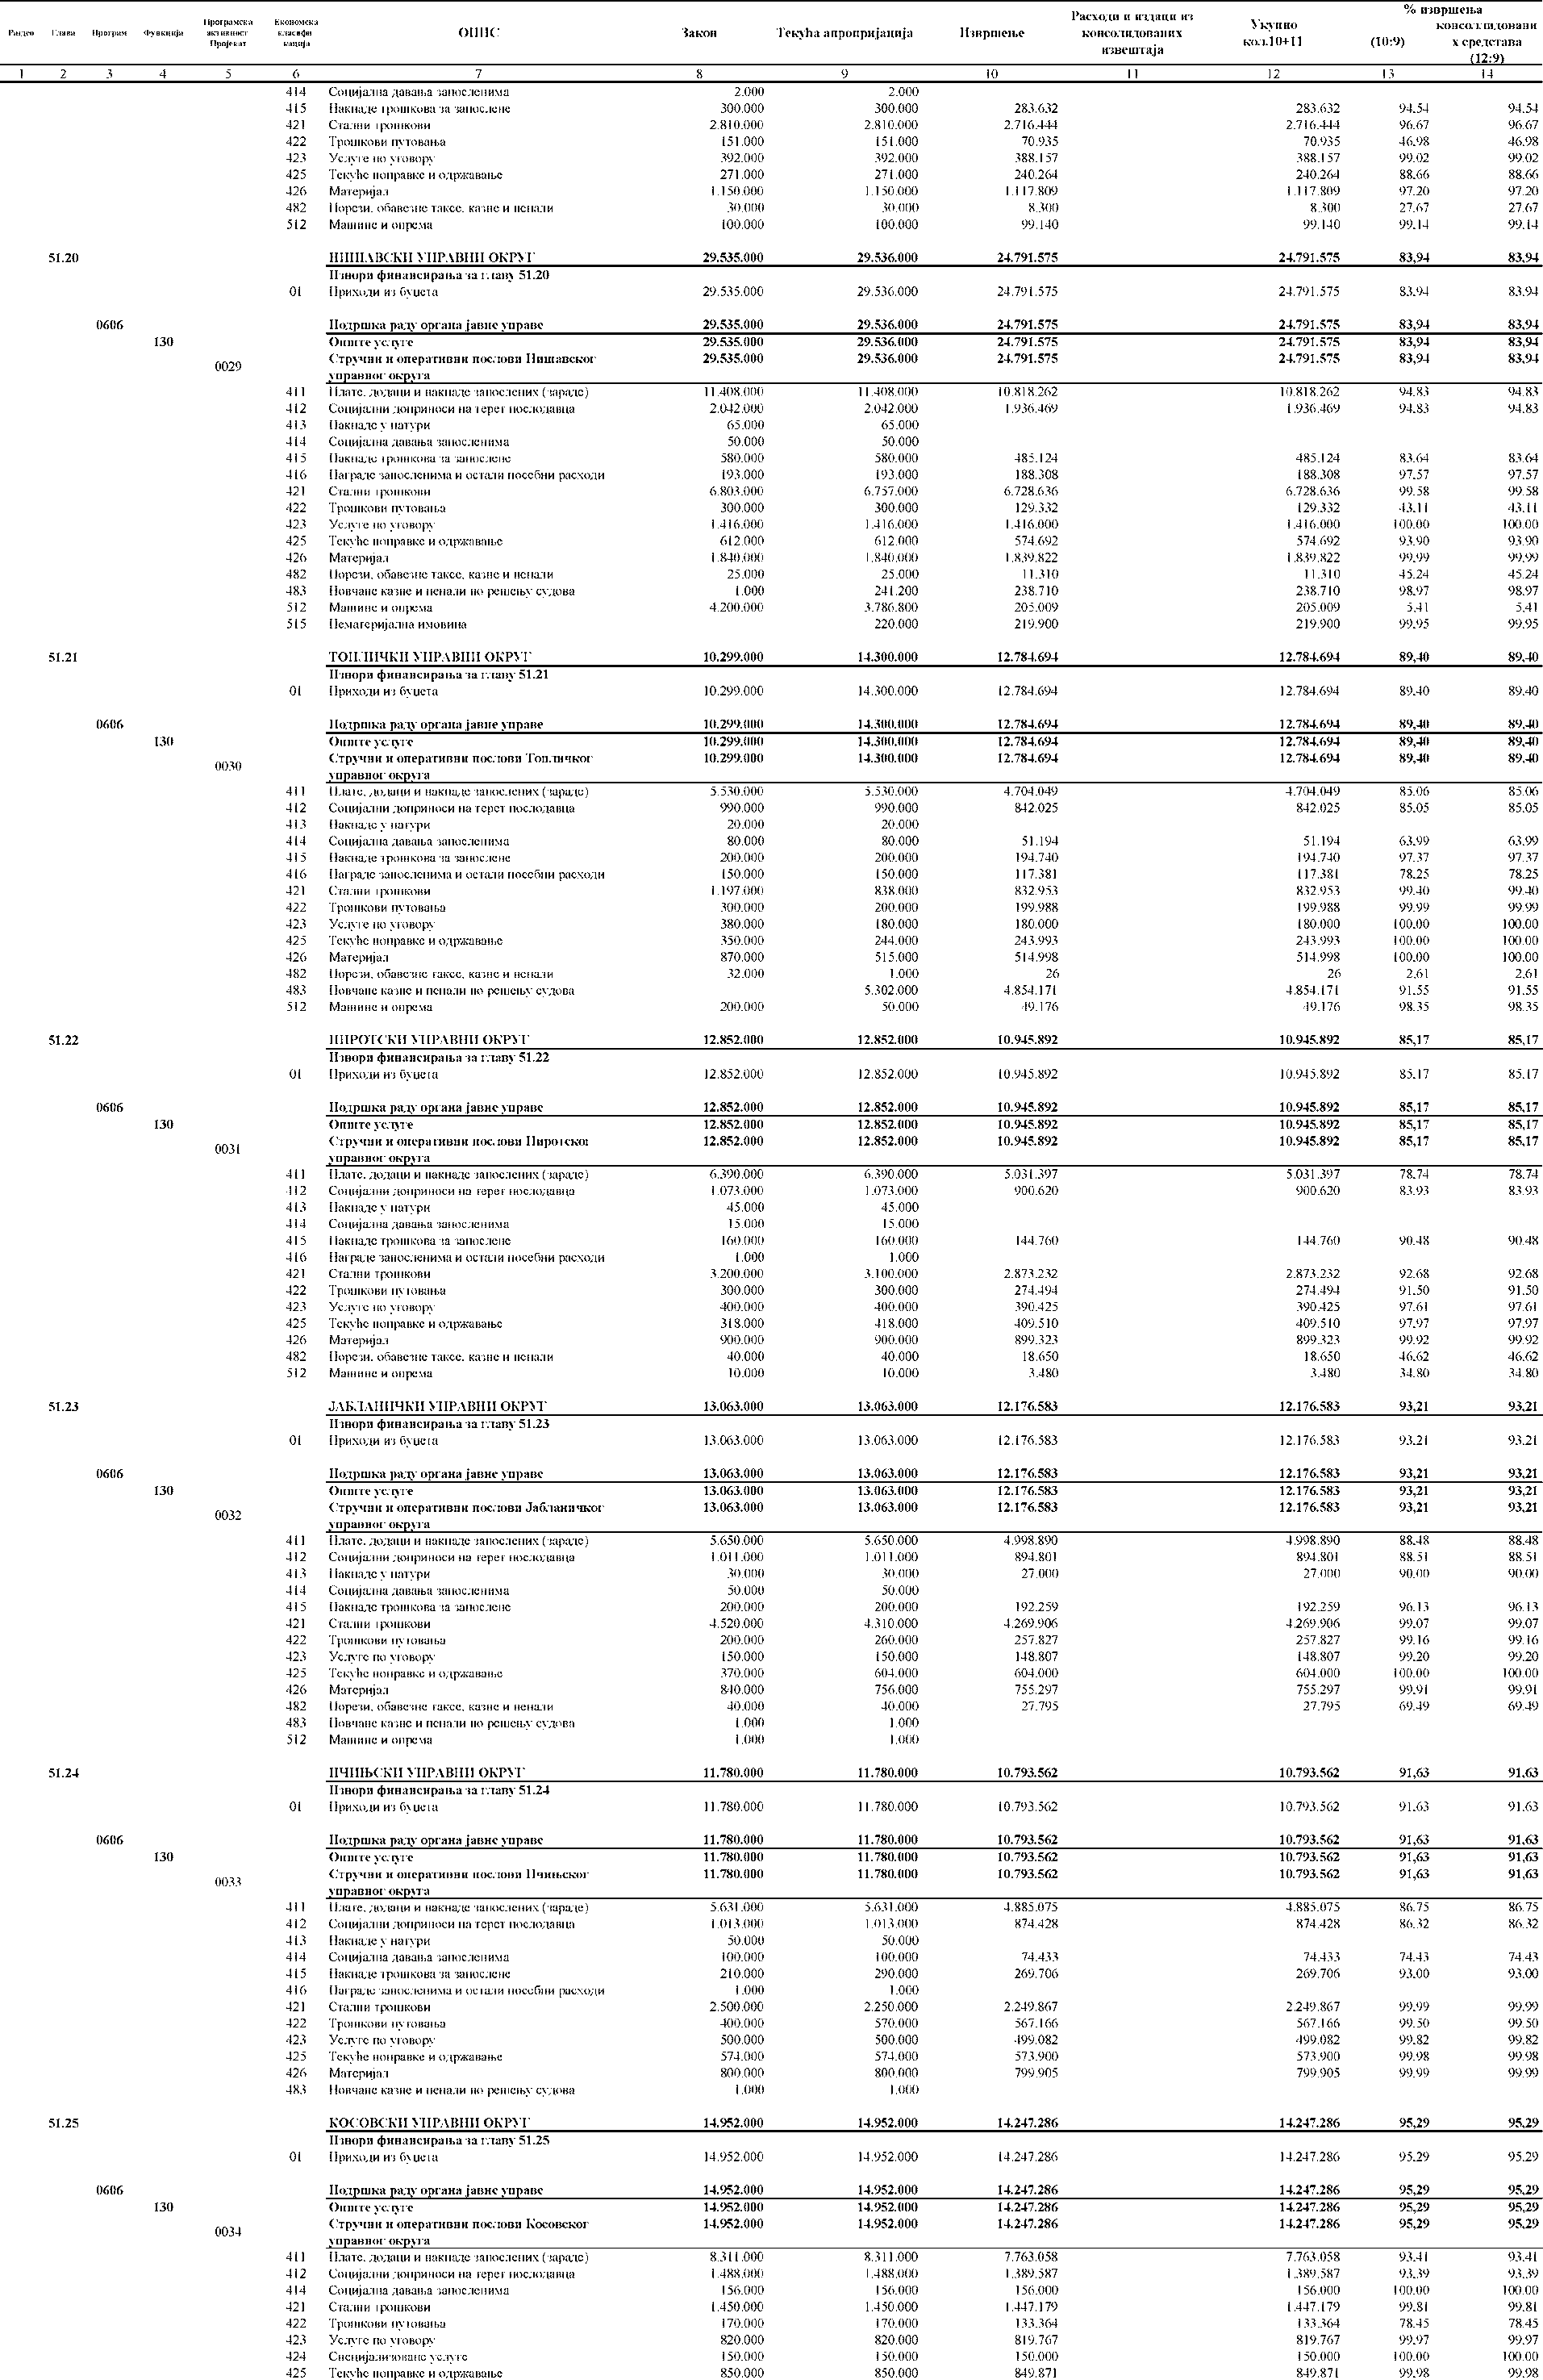 Раздео Глава Програм Функција Програмска активност Пројекат Економска класификација ОПИС Закон Текућа апропријација Извршење Расходи и издаци из консолидованих извештаја Укупно кол.10+11 % извршења (10:9) консолидованих средстава (12:9)
1 2 3 4 5 6 7 8 9 10 11 12 13 14
414 Социјална давања запосленима 2.000 2.000
415 Накнаде трошкова за запослене 300.000 300.000 283.632 283.632 94,54 94,54
421 Стални трошкови 2.810.000 2.810.000 2.716.444 2.716.444 96,67 96,67
422 Трошкови путовања 151.000 151.000 70.935 70.935 46,98 46,98
423 Услуге по уговору 392.000 392.000 388.157 388.157 99,02 99,02
425 Текуће поправке и одржавање 271.000 271.000 240.264 240.264 88,66 88,66
426 Материјал 1.150.000 1.150.000 1.117.809 1.117.809 97,20 97,20
482 Порези, обавезне таксе, казне и пенали 30.000 30.000 8.300 8.300 27,67 27,67
512 Машине и опрема 100.000 100.000 99.140 99.140 99,14 99,14
51.20 НИШАВСКИ УПРАВНИ ОКРУГ 29.535.000 29.536.000 24.791.575 24.791.575 83,94 83,94
Извори финансирања за главу 51.20
01 Приходи из буџета 29.535.000 29.536.000 24.791.575 24.791.575 83,94 83,94
0606 Подршка раду органа јавне управе 29.535.000 29.536.000 24.791.575 24.791.575 83,94 83,94
130 Опште услуге 29.535.000 29.536.000 24.791.575 24.791.575 83,94 83,94
0029 Стручни и оперативни послови Нишавског 29.535.000 29.536.000 24.791.575 24.791.575 83,94 83,94
управног округа
411 Плате, додаци и накнаде запослених (зараде) 11.408.000 11.408.000 10.818.262 10.818.262 94,83 94,83
412 Социјални доприноси на терет послодавца 2.042.000 2.042.000 1.936.469 1.936.469 94,83 94,83
413 Накнаде у натури 65.000 65.000
414 Социјална давања запосленима 50.000 50.000
415 Накнаде трошкова за запослене 580.000 580.000 485.124 485.124 83,64 83,64
416 Награде запосленима и остали посебни расходи 193.000 193.000 188.308 188.308 97,57 97,57
421 Стални трошкови 6.803.000 6.757.000 6.728.636 6.728.636 99,58 99,58
422 Трошкови путовања 300.000 300.000 129.332 129.332 43,11 43,11
423 Услуге по уговору 1.416.000 1.416.000 1.416.000 1.416.000 100,00 100,00
425 Текуће поправке и одржавање 612.000 612.000 574.692 574.692 93,90 93,90
426 Материјал 1.840.000 1.840.000 1.839.822 1.839.822 99,99 99,99
482 Порези, обавезне таксе, казне и пенали 25.000 25.000 11.310 11.310 45,24 45,24
483 Новчане казне и пенали по решењу судова 1.000 241.200 238.710 238.710 98,97 98,97
512 Машине и опрема 4.200.000 3.786.800 205.009 205.009 5,41 5,41
515 Нематеријална имовина 220.000 219.900 219.900 99,95 99,95
51.21 ТОПЛИЧКИ УПРАВНИ ОКРУГ 10.299.000 14.300.000 12.784.694 12.784.694 89,40 89,40
Извори финансирања за главу 51.21
01 Приходи из буџета 10.299.000 14.300.000 12.784.694 12.784.694 89,40 89,40
0606 Подршка раду органа јавне управе 10.299.000 14.300.000 12.784.694 12.784.694 89,40 89,40
130 Опште услуге 10.299.000 14.300.000 12.784.694 12.784.694 89,40 89,40
0030 Стручни и оперативни послови Топличког 10.299.000 14.300.000 12.784.694 12.784.694 89,40 89,40
управног округа
411 Плате, додаци и накнаде запослених (зараде) 5.530.000 5.530.000 4.704.049 4.704.049 85,06 85,06
412 Социјални доприноси на терет послодавца 990.000 990.000 842.025 842.025 85,05 85,05
413 Накнаде у натури 20.000 20.000
414 Социјална давања запосленима 80.000 80.000 51.194 51.194 63,99 63,99
415 Накнаде трошкова за запослене 200.000 200.000 194.740 194.740 97,37 97,37
416 Награде запосленима и остали посебни расходи 150.000 150.000 117.381 117.381 78,25 78,25
421 Стални трошкови 1.197.000 838.000 832.953 832.953 99,40 99,40
422 Трошкови путовања 300.000 200.000 199.988 199.988 99,99 99,99
423 Услуге по уговору 380.000 180.000 180.000 180.000 100,00 100,00
425 Текуће поправке и одржавање 350.000 244.000 243.993 243.993 100,00 100,00
426 Материјал 870.000 515.000 514.998 514.998 100,00 100,00
482 Порези, обавезне таксе, казне и пенали 32.000 1.000 26 26 2,61 2,61
483 Новчане казне и пенали по решењу судова 5.302.000 4.854.171 4.854.171 91,55 91,55
512 Машине и опрема 200.000 50.000 49.176 49.176 98,35 98,35
51.22 ПИРОТСКИ УПРАВНИ ОКРУГ 12.852.000 12.852.000 10.945.892 10.945.892 85,17 85,17
Извори финансирања за главу 51.22
01 Приходи из буџета 12.852.000 12.852.000 10.945.892 10.945.892 85,17 85,17
0606 Подршка раду органа јавне управе 12.852.000 12.852.000 10.945.892 10.945.892 85,17 85,17
130 Опште услуге 12.852.000 12.852.000 10.945.892 10.945.892 85,17 85,17
0031 Стручни и оперативни послови Пиротског 12.852.000 12.852.000 10.945.892 10.945.892 85,17 85,17
управног округа
411 Плате, додаци и накнаде запослених (зараде) 6.390.000 6.390.000 5.031.397 5.031.397 78,74 78,74
412 Социјални доприноси на терет послодавца 1.073.000 1.073.000 900.620 900.620 83,93 83,93
413 Накнаде у натури 45.000 45.000
414 Социјална давања запосленима 15.000 15.000
415 Накнаде трошкова за запослене 160.000 160.000 144.760 144.760 90,48 90,48
416 Награде запосленима и остали посебни расходи 1.000 1.000
421 Стални трошкови 3.200.000 3.100.000 2.873.232 2.873.232 92,68 92,68
422 Трошкови путовања 300.000 300.000 274.494 274.494 91,50 91,50
423 Услуге по уговору 400.000 400.000 390.425 390.425 97,61 97,61
425 Текуће поправке и одржавање 318.000 418.000 409.510 409.510 97,97 97,97
426 Материјал 900.000 900.000 899.323 899.323 99,92 99,92
482 Порези, обавезне таксе, казне и пенали 40.000 40.000 18.650 18.650 46,62 46,62
512 Машине и опрема 10.000 10.000 3.480 3.480 34,80 34,80
51.23 ЈАБЛАНИЧКИ УПРАВНИ ОКРУГ 13.063.000 13.063.000 12.176.583 12.176.583 93,21 93,21
Извори финансирања за главу 51.23
01 Приходи из буџета 13.063.000 13.063.000 12.176.583 12.176.583 93,21 93,21
0606 Подршка раду органа јавне управе 13.063.000 13.063.000 12.176.583 12.176.583 93,21 93,21
130 Опште услуге 13.063.000 13.063.000 12.176.583 12.176.583 93,21 93,21
0032 Стручни и оперативни послови Јабланичког 13.063.000 13.063.000 12.176.583 12.176.583 93,21 93,21
управног округа
411 Плате, додаци и накнаде запослених (зараде) 5.650.000 5.650.000 4.998.890 4.998.890 88,48 88,48
412 Социјални доприноси на терет послодавца 1.011.000 1.011.000 894.801 894.801 88,51 88,51
413 Накнаде у натури 30.000 30.000 27.000 27.000 90,00 90,00
414 Социјална давања запосленима 50.000 50.000
415 Накнаде трошкова за запослене 200.000 200.000 192.259 192.259 96,13 96,13
421 Стални трошкови 4.520.000 4.310.000 4.269.906 4.269.906 99,07 99,07
422 Трошкови путовања 200.000 260.000 257.827 257.827 99,16 99,16
423 Услуге по уговору 150.000 150.000 148.807 148.807 99,20 99,20
425 Текуће поправке и одржавање 370.000 604.000 604.000 604.000 100,00 100,00
426 Материјал 840.000 756.000 755.297 755.297 99,91 99,91
482 Порези, обавезне таксе, казне и пенали 40.000 40.000 27.795 27.795 69,49 69,49
483 Новчане казне и пенали по решењу судова 1.000 1.000
512 Машине и опрема 1.000 1.000
51.24 ПЧИЊСКИ УПРАВНИ ОКРУГ 11.780.000 11.780.000 10.793.562 10.793.562 91,63 91,63
Извори финансирања за главу 51.24
01 Приходи из буџета 11.780.000 11.780.000 10.793.562 10.793.562 91,63 91,63
0606 Подршка раду органа јавне управе 11.780.000 11.780.000 10.793.562 10.793.562 91,63 91,63
130 Опште услуге 11.780.000 11.780.000 10.793.562 10.793.562 91,63 91,63
0033 Стручни и оперативни послови Пчињског 11.780.000 11.780.000 10.793.562 10.793.562 91,63 91,63
управног округа
411 Плате, додаци и накнаде запослених (зараде) 5.631.000 5.631.000 4.885.075 4.885.075 86,75 86,75
412 Социјални доприноси на терет послодавца 1.013.000 1.013.000 874.428 874.428 86,32 86,32
413 Накнаде у натури 50.000 50.000
414 Социјална давања запосленима 100.000 100.000 74.433 74.433 74,43 74,43
415 Накнаде трошкова за запослене 210.000 290.000 269.706 269.706 93,00 93,00
416 Награде запосленима и остали посебни расходи 1.000 1.000
421 Стални трошкови 2.500.000 2.250.000 2.249.867 2.249.867 99,99 99,99
422 Трошкови путовања 400.000 570.000 567.166 567.166 99,50 99,50
423 Услуге по уговору 500.000 500.000 499.082 499.082 99,82 99,82
425 Текуће поправке и одржавање 574.000 574.000 573.900 573.900 99,98 99,98
426 Материјал 800.000 800.000 799.905 799.905 99,99 99,99
483 Новчане казне и пенали по решењу судова 1.000 1.000
51.25 КОСОВСКИ УПРАВНИ ОКРУГ 14.952.000 14.952.000 14.247.286 14.247.286 95,29 95,29
Извори финансирања за главу 51.25
01 Приходи из буџета 14.952.000 14.952.000 14.247.286 14.247.286 95,29 95,29
0606 Подршка раду органа јавне управе 14.952.000 14.952.000 14.247.286 14.247.286 95,29 95,29
130 Опште услуге 14.952.000 14.952.000 14.247.286 14.247.286 95,29 95,29
0034 Стручни и оперативни послови Косовског 14.952.000 14.952.000 14.247.286 14.247.286 95,29 95,29
управног округа
411 Плате, додаци и накнаде запослених (зараде) 8.311.000 8.311.000 7.763.058 7.763.058 93,41 93,41
412 Социјални доприноси на терет послодавца 1.488.000 1.488.000 1.389.587 1.389.587 93,39 93,39
414 Социјална давања запосленима 156.000 156.000 156.000 156.000 100,00 100,00
421 Стални трошкови 1.450.000 1.450.000 1.447.179 1.447.179 99,81 99,81
422 Трошкови путовања 170.000 170.000 133.364 133.364 78,45 78,45
423 Услуге по уговору 820.000 820.000 819.767 819.767 99,97 99,97
424 Специјализоване услуге 150.000 150.000 150.000 150.000 100,00 100,00
425 Текуће поправке и одржавање 850.000 850.000 849.871 849.871 99,98 99,98